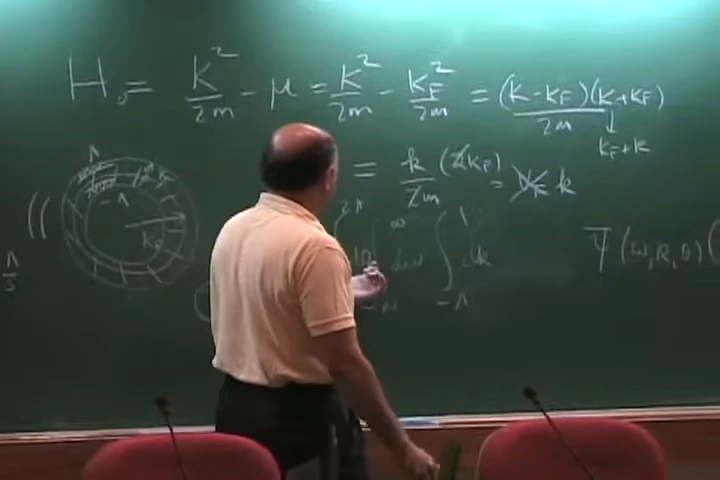 H₀ = K²/2m - μ = K²/2m - K_F²/2m = (K-K_F)(K+K_F)/2m
K_F+k
= k/2m (2K_F) = V_F k
Λ
-Λ
K_F
Λ/s
2π ∞ Λ
dω dk
-∞ -Λ
Ψ̄(ω,k,θ)